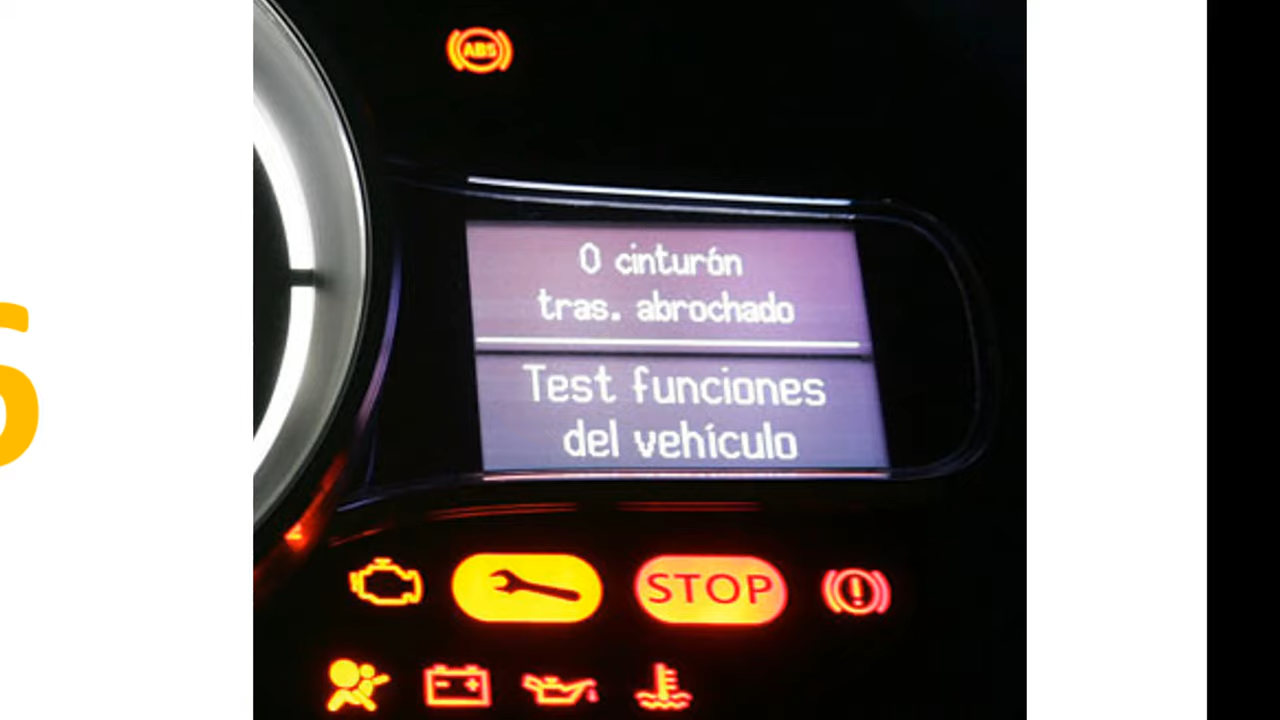 ABS
0 cinturón
tras. abrochado
Test funciones
del vehículo
STOP